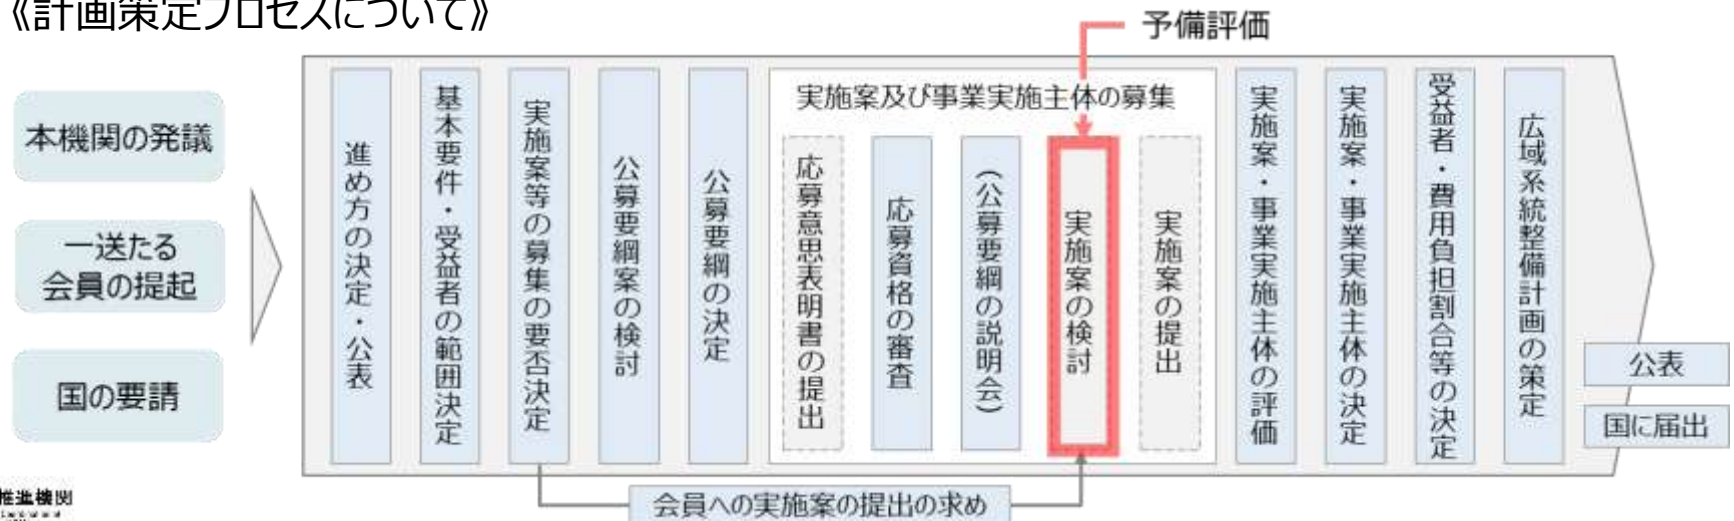 《計画策定プロセスについて》
予備評価
本機関の発議
一送たる
会員の提起
国の要請
進め方の決定・公表
基本要件・受益者の範囲決定
実施案等の募集の要否決定
公募要綱案の検討
公募要綱の決定
実施案及び事業実施主体の募集
応募意思表明書の提出
応募資格の審査
(公募要綱の説明会)
実施案の検討
実施案の提出
実施案・事業実施主体の評価
実施案・事業実施主体の決定
受益者・費用負担割合等の決定
広域系統整備計画の策定
公表
国に届出
会員への実施案の提出の求め
推進機関